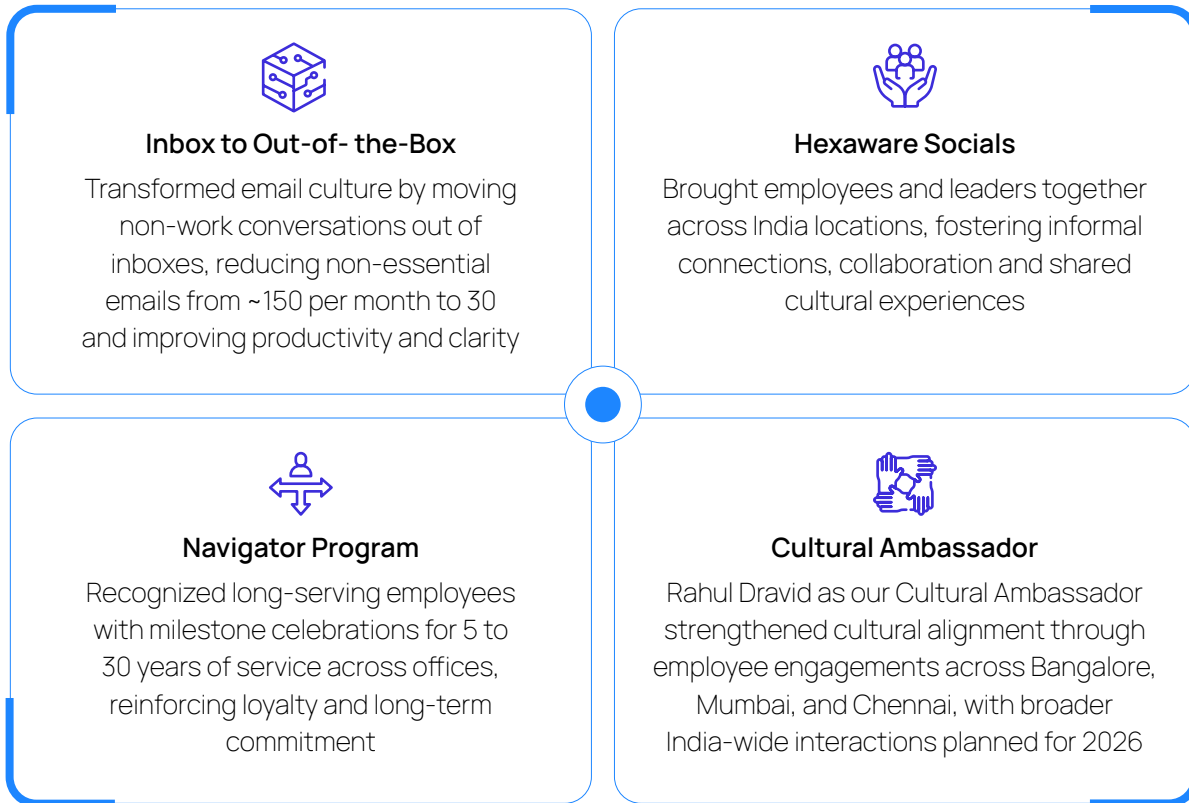 Inbox to Out-of- the-Box
Transformed email culture by moving
non-work conversations out of
inboxes, reducing non-essential
emails from ~150 per month to 30
and improving productivity and clarity
Hexaware Socials
Brought employees and leaders together
across India locations, fostering informal
connections, collaboration and shared
cultural experiences
Navigator Program
Recognized long-serving employees
with milestone celebrations for 5 to
30 years of service across offices,
reinforcing loyalty and long-term
commitment
Cultural Ambassador
Rahul Dravid as our Cultural Ambassador
strengthened cultural alignment through
employee engagements across Bangalore,
Mumbai, and Chennai, with broader
India-wide interactions planned for 2026